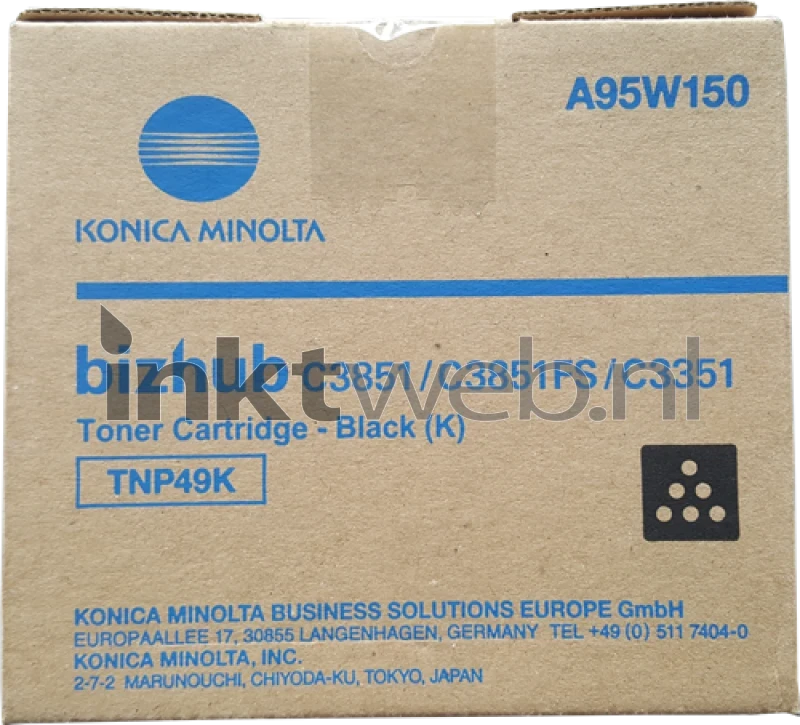 A95W150
KONICA MINOLTA
bizhub C3851/C3851FS/C3351
inktweb.nl
Toner Cartridge - Black (K)
TNP49K
KONICA MINOLTA BUSINESS SOLUTIONS EUROPE GmbH
EUROPAALLEE 17, 30855 LANGENHAGEN, GERMANY TEL +49 (0) 511 7404-0
KONICA MINOLTA, INC.
2-7-2 MARUNOUCHI, CHIYODA-KU, TOKYO, JAPAN